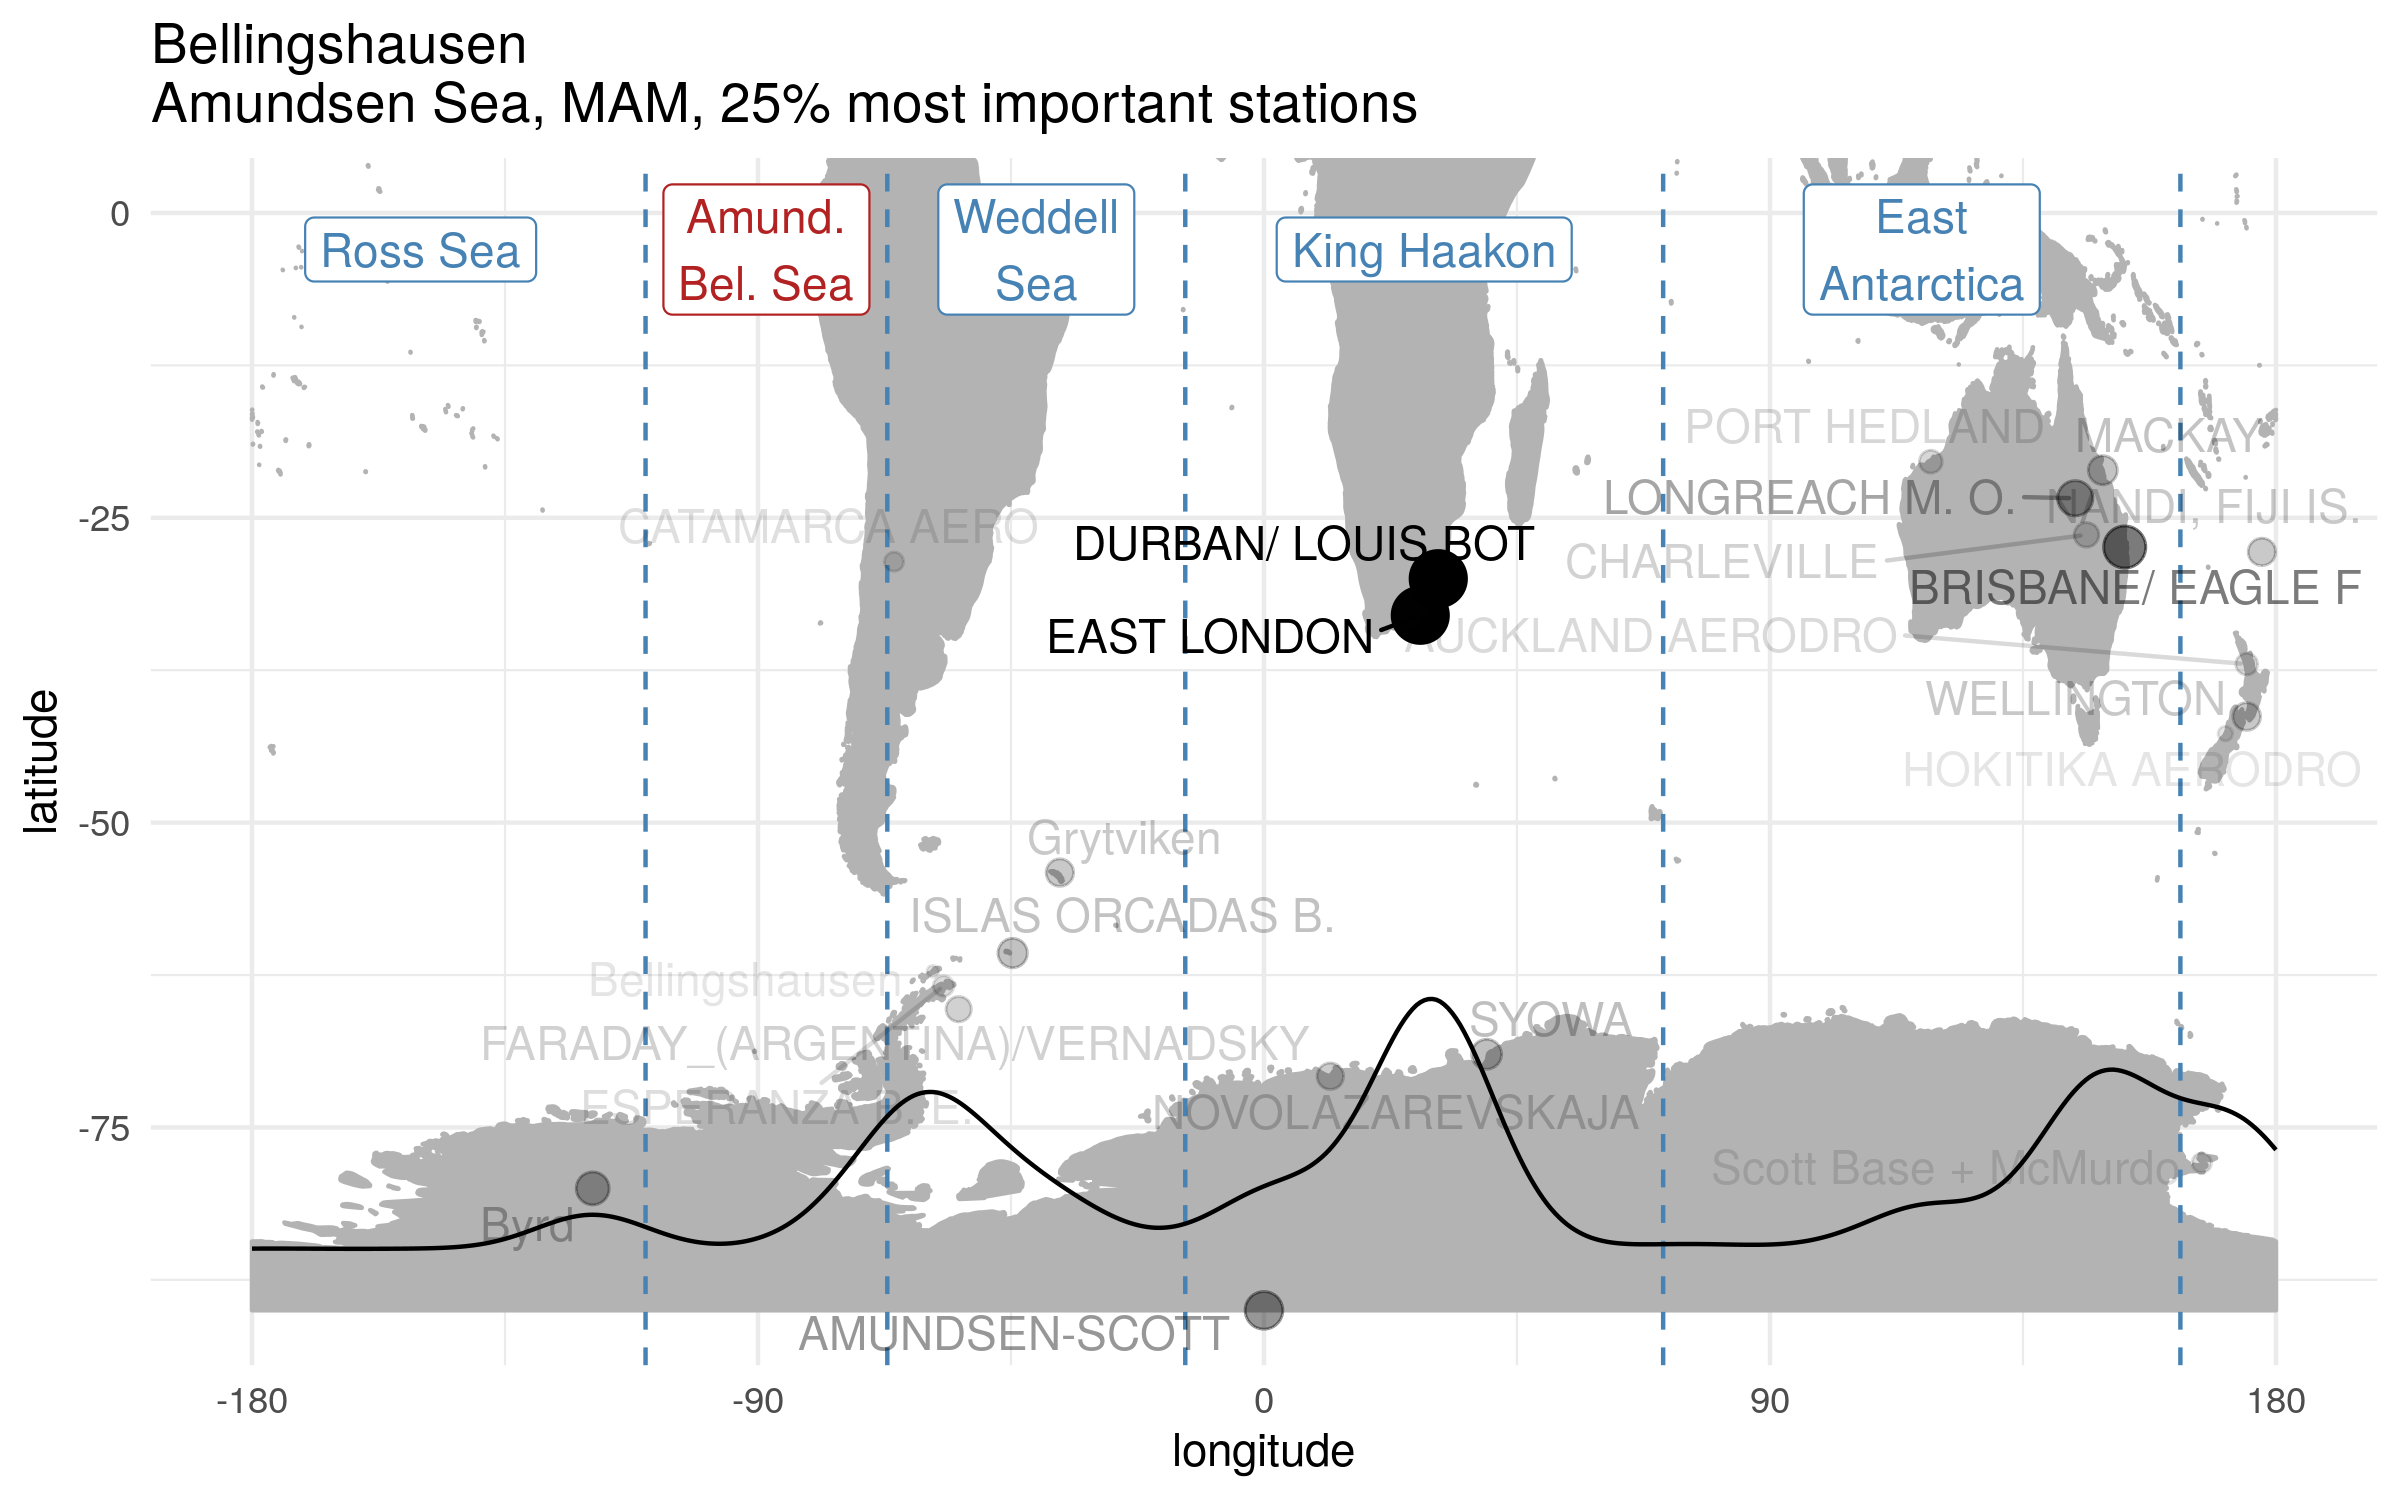 Bellingshausen
Amundsen Sea, MAM, 25% most important stations
0
-25
-50
-75
latitude
Ross Sea
Amund.
Bel. Sea
Weddell
Sea
King Haakon
East
Antarctica
PORT HEDLAND
MACKAY
LONGREACH M. O.
NANDI, FIJI IS.
CATAMARCA AERO
DURBAN/ LOUIS BOT
CHARLEVILLE
BRISBANE/ EAGLE F
EAST LONDON
AUCKLAND AERODRO
WELLINGTON
HOKITIKA AERODRO
Grytviken
ISLAS ORCADAS B.
Bellingshausen
FARADAY_(ARGENTINA)/VERNADSKY
SYOWA
ESPERANZA B.E.
NOVOLAZAREVSKAJA
Scott Base + McMurdo
Byrd
AMUNDSEN-SCOTT
-180
-90
0
90
180
longitude